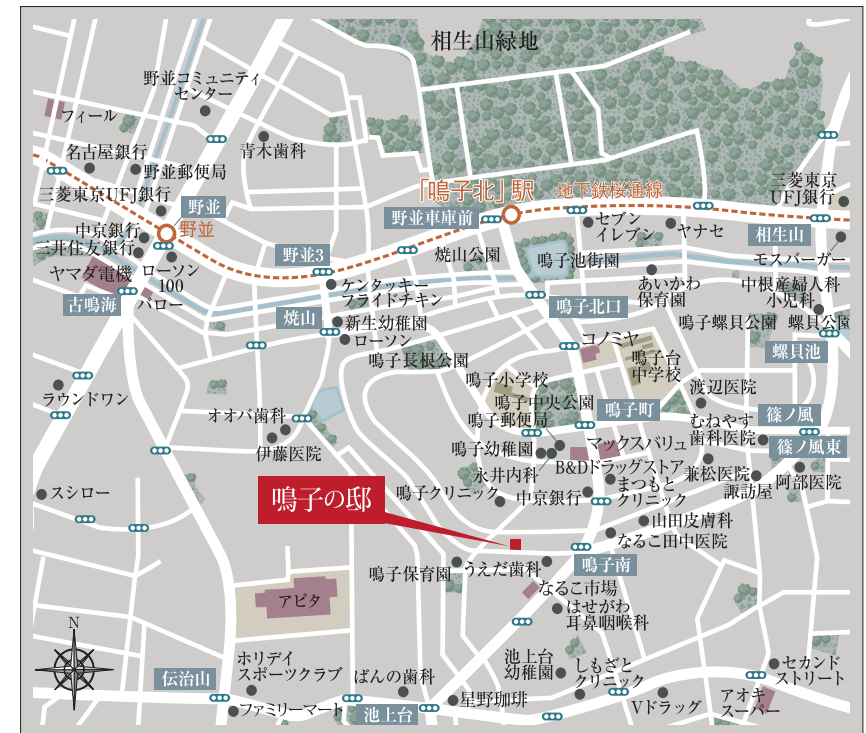 相生山緑地
野並コミュニティ
センター
フィール
青木歯科
名古屋銀行
野並郵便局
三菱東京UFJ銀行
野並
野並
中京銀行
三井住友銀行
ヤマダ電機
ローソン
100
古鳴海
バロー
野並3
「鳴子北」駅
地下鉄桜通線
野並車庫前
セブン
イレブン
ヤナセ
三菱東京
UFJ銀行
相生山
モスバーガー
焼山公園
鳴子池街園
あいかわ
保育園
中根産婦人科
小児科
ケンタッキー
フライドチキン
鳴子北口
焼山
新生幼稚園
ローソン
鳴子螺貝公園
螺貝公園
螺貝池
コノミヤ
鳴子長根公園
鳴子台
中学校
鳴子小学校
渡辺医院
ラウンドワン
鳴子中央公園
鳴子郵便局
鳴子町
篠ノ風
オオバ歯科
むねやす
歯科医院
篠ノ風東
伊藤医院
鳴子幼稚園
マックスバリュ
永井内科
B&Dドラッグストア
兼松医院
諏訪屋
阿部医院
スシロー
鳴子の邸
鳴子クリニック
中京銀行
まつもと
クリニック
山田皮膚科
なるこ田中医院
鳴子南
鳴子保育園
うえだ歯科
なるこ市場
はせがわ
耳鼻咽喉科
アピタ
N
伝治山
ホリデイ
スポーツクラブ
ばんの歯科
池上台
幼稚園
しもざと
クリニック
セカンド
ストリート
ファミリーマート
池上台
星野珈琲
Vドラッグ
アオキ
スーパー